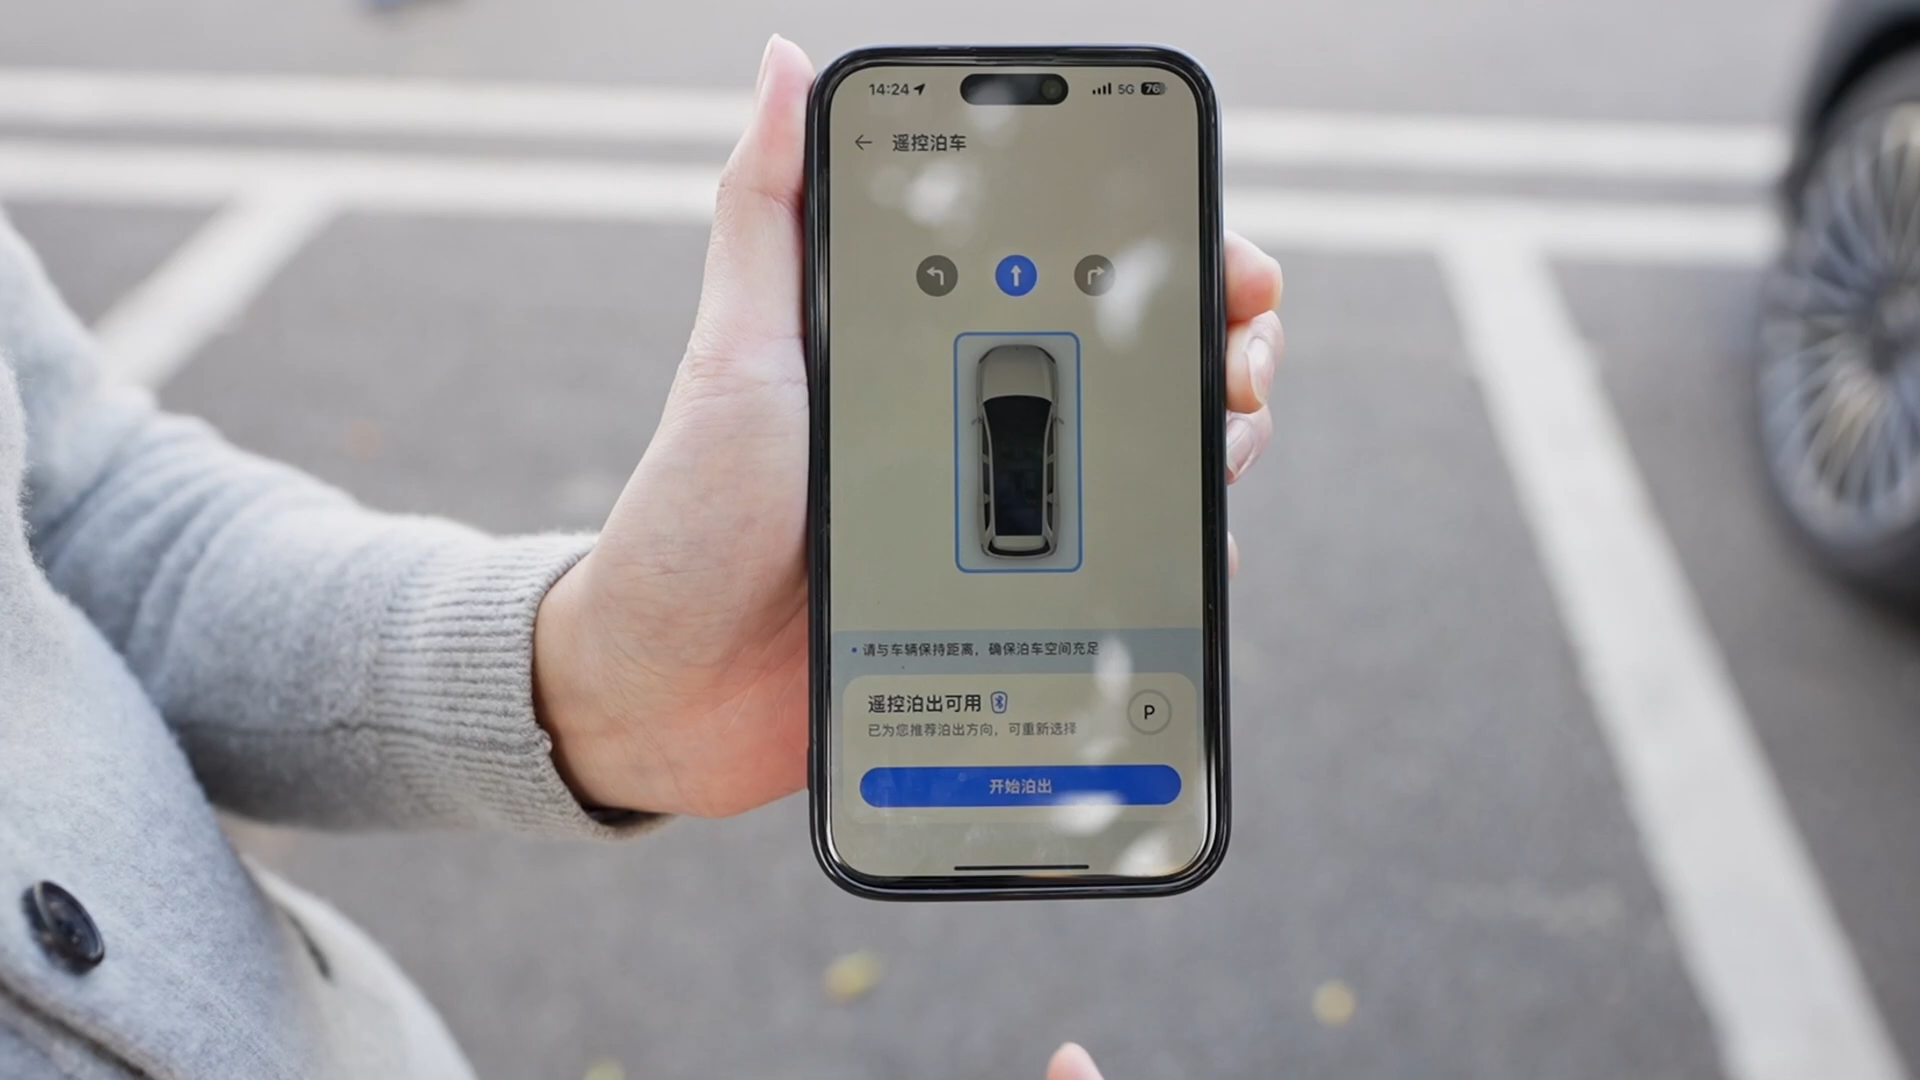 14:24 5G 76
遥控泊车
请与车辆保持距离，确保泊车空间充足
遥控泊出可用
P
已为您推荐泊出方向，可重新选择
开始泊出